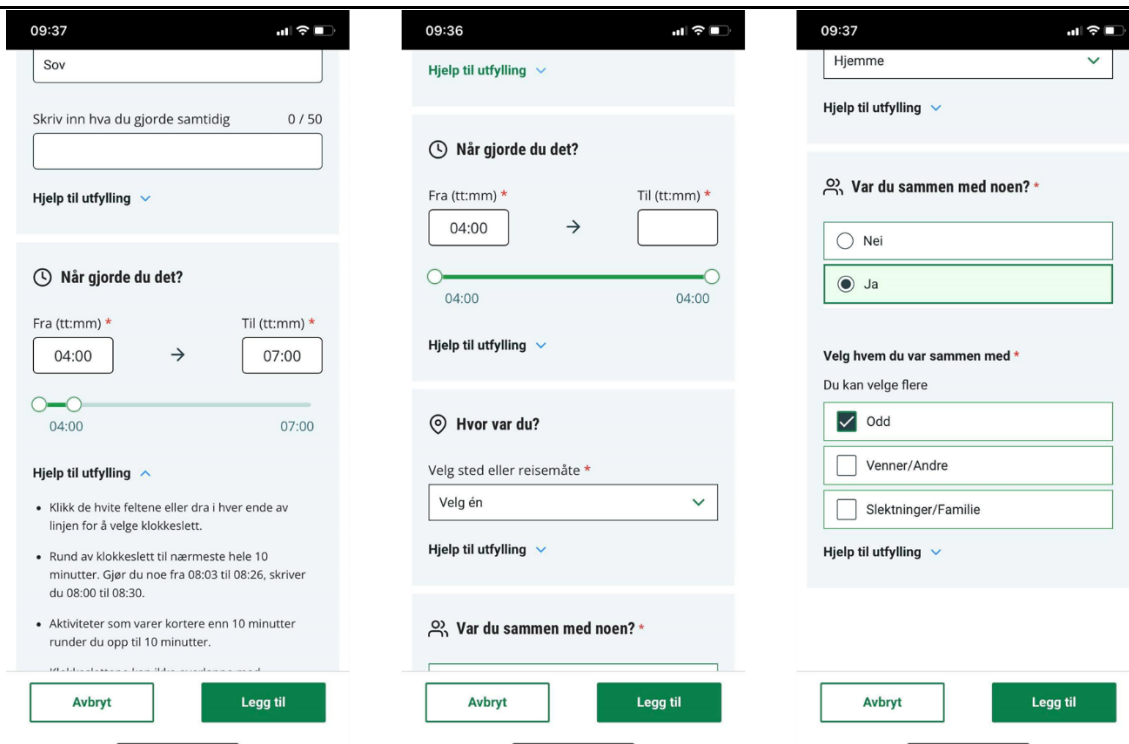 09:37
Sov
Skriv inn hva du gjorde samtidig 0 / 50
Hjelp til utfylling
Når gjorde du det?
Fra (tt:mm) * Til (tt:mm) *
04:00 → 07:00
04:00 07:00
Hjelp til utfylling
• Klikk de hvite feltene eller dra i hver ende av
linjen for å velge klokkeslett.
• Rund av klokkeslett til nærmeste hele 10
minutter. Gjør du noe fra 08:03 til 08:26, skriver
du 08:00 til 08:30.
• Aktiviteter som varer kortere enn 10 minutter
runder du opp til 10 minutter.
Avbryt Legg til
09:36
Hjelp til utfylling
Når gjorde du det?
Fra (tt:mm) * Til (tt:mm) *
04:00 →
04:00 04:00
Hjelp til utfylling
Hvor var du?
Velg sted eller reisemåte *
Velg én
Hjelp til utfylling
Var du sammen med noen? *
Avbryt Legg til
09:37
Hjemme
Hjelp til utfylling
Var du sammen med noen? *
Nei
Ja
Velg hvem du var sammen med *
Du kan velge flere
Odd
Venner/Andre
Slektninger/Familie
Hjelp til utfylling
Avbryt Legg til